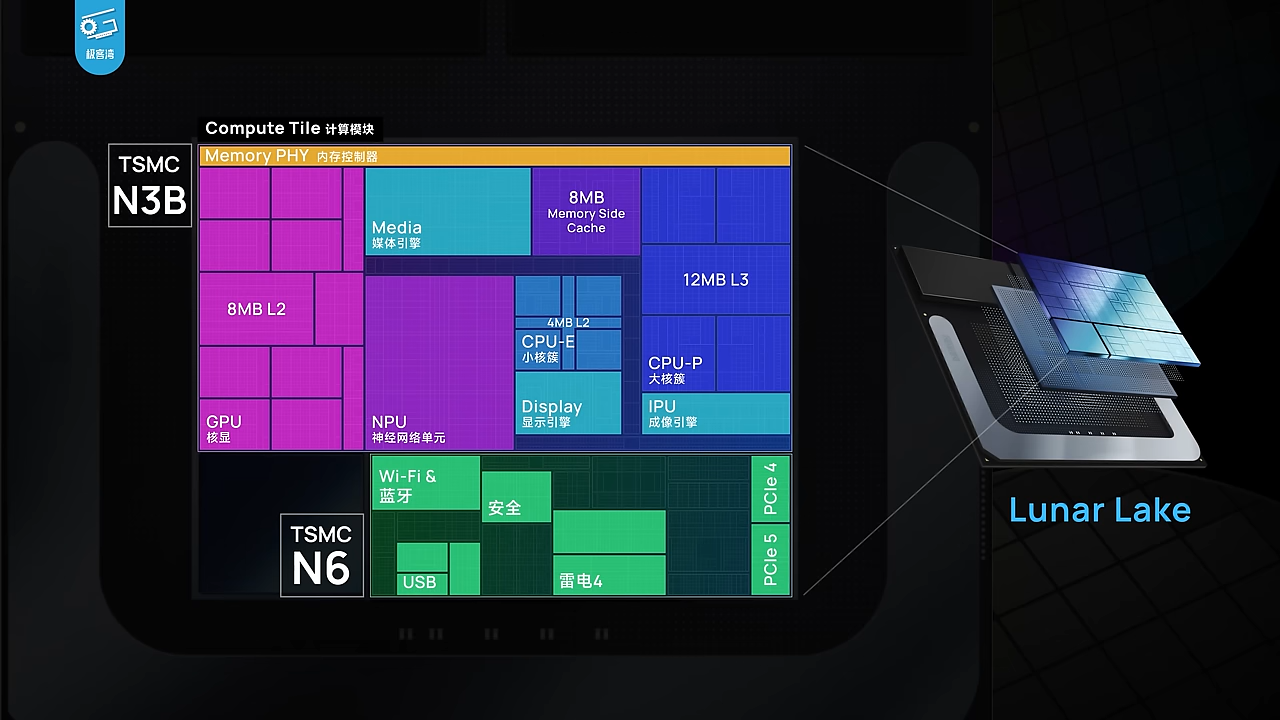 极客湾
Compute Tile 计算模块
TSMC
N3B
Memory PHY 内存控制器
Media
媒体引擎
8MB
Memory Side
Cache
12MB L3
8MB L2
4MB L2
CPU-E
小核簇
CPU-P
大核簇
GPU
核显
NPU
神经网络单元
Display
显示引擎
IPU
成像引擎
Wi-Fi &
蓝牙
安全
PCIe 4
TSMC
N6
USB
雷电4
PCIe 5
Lunar Lake